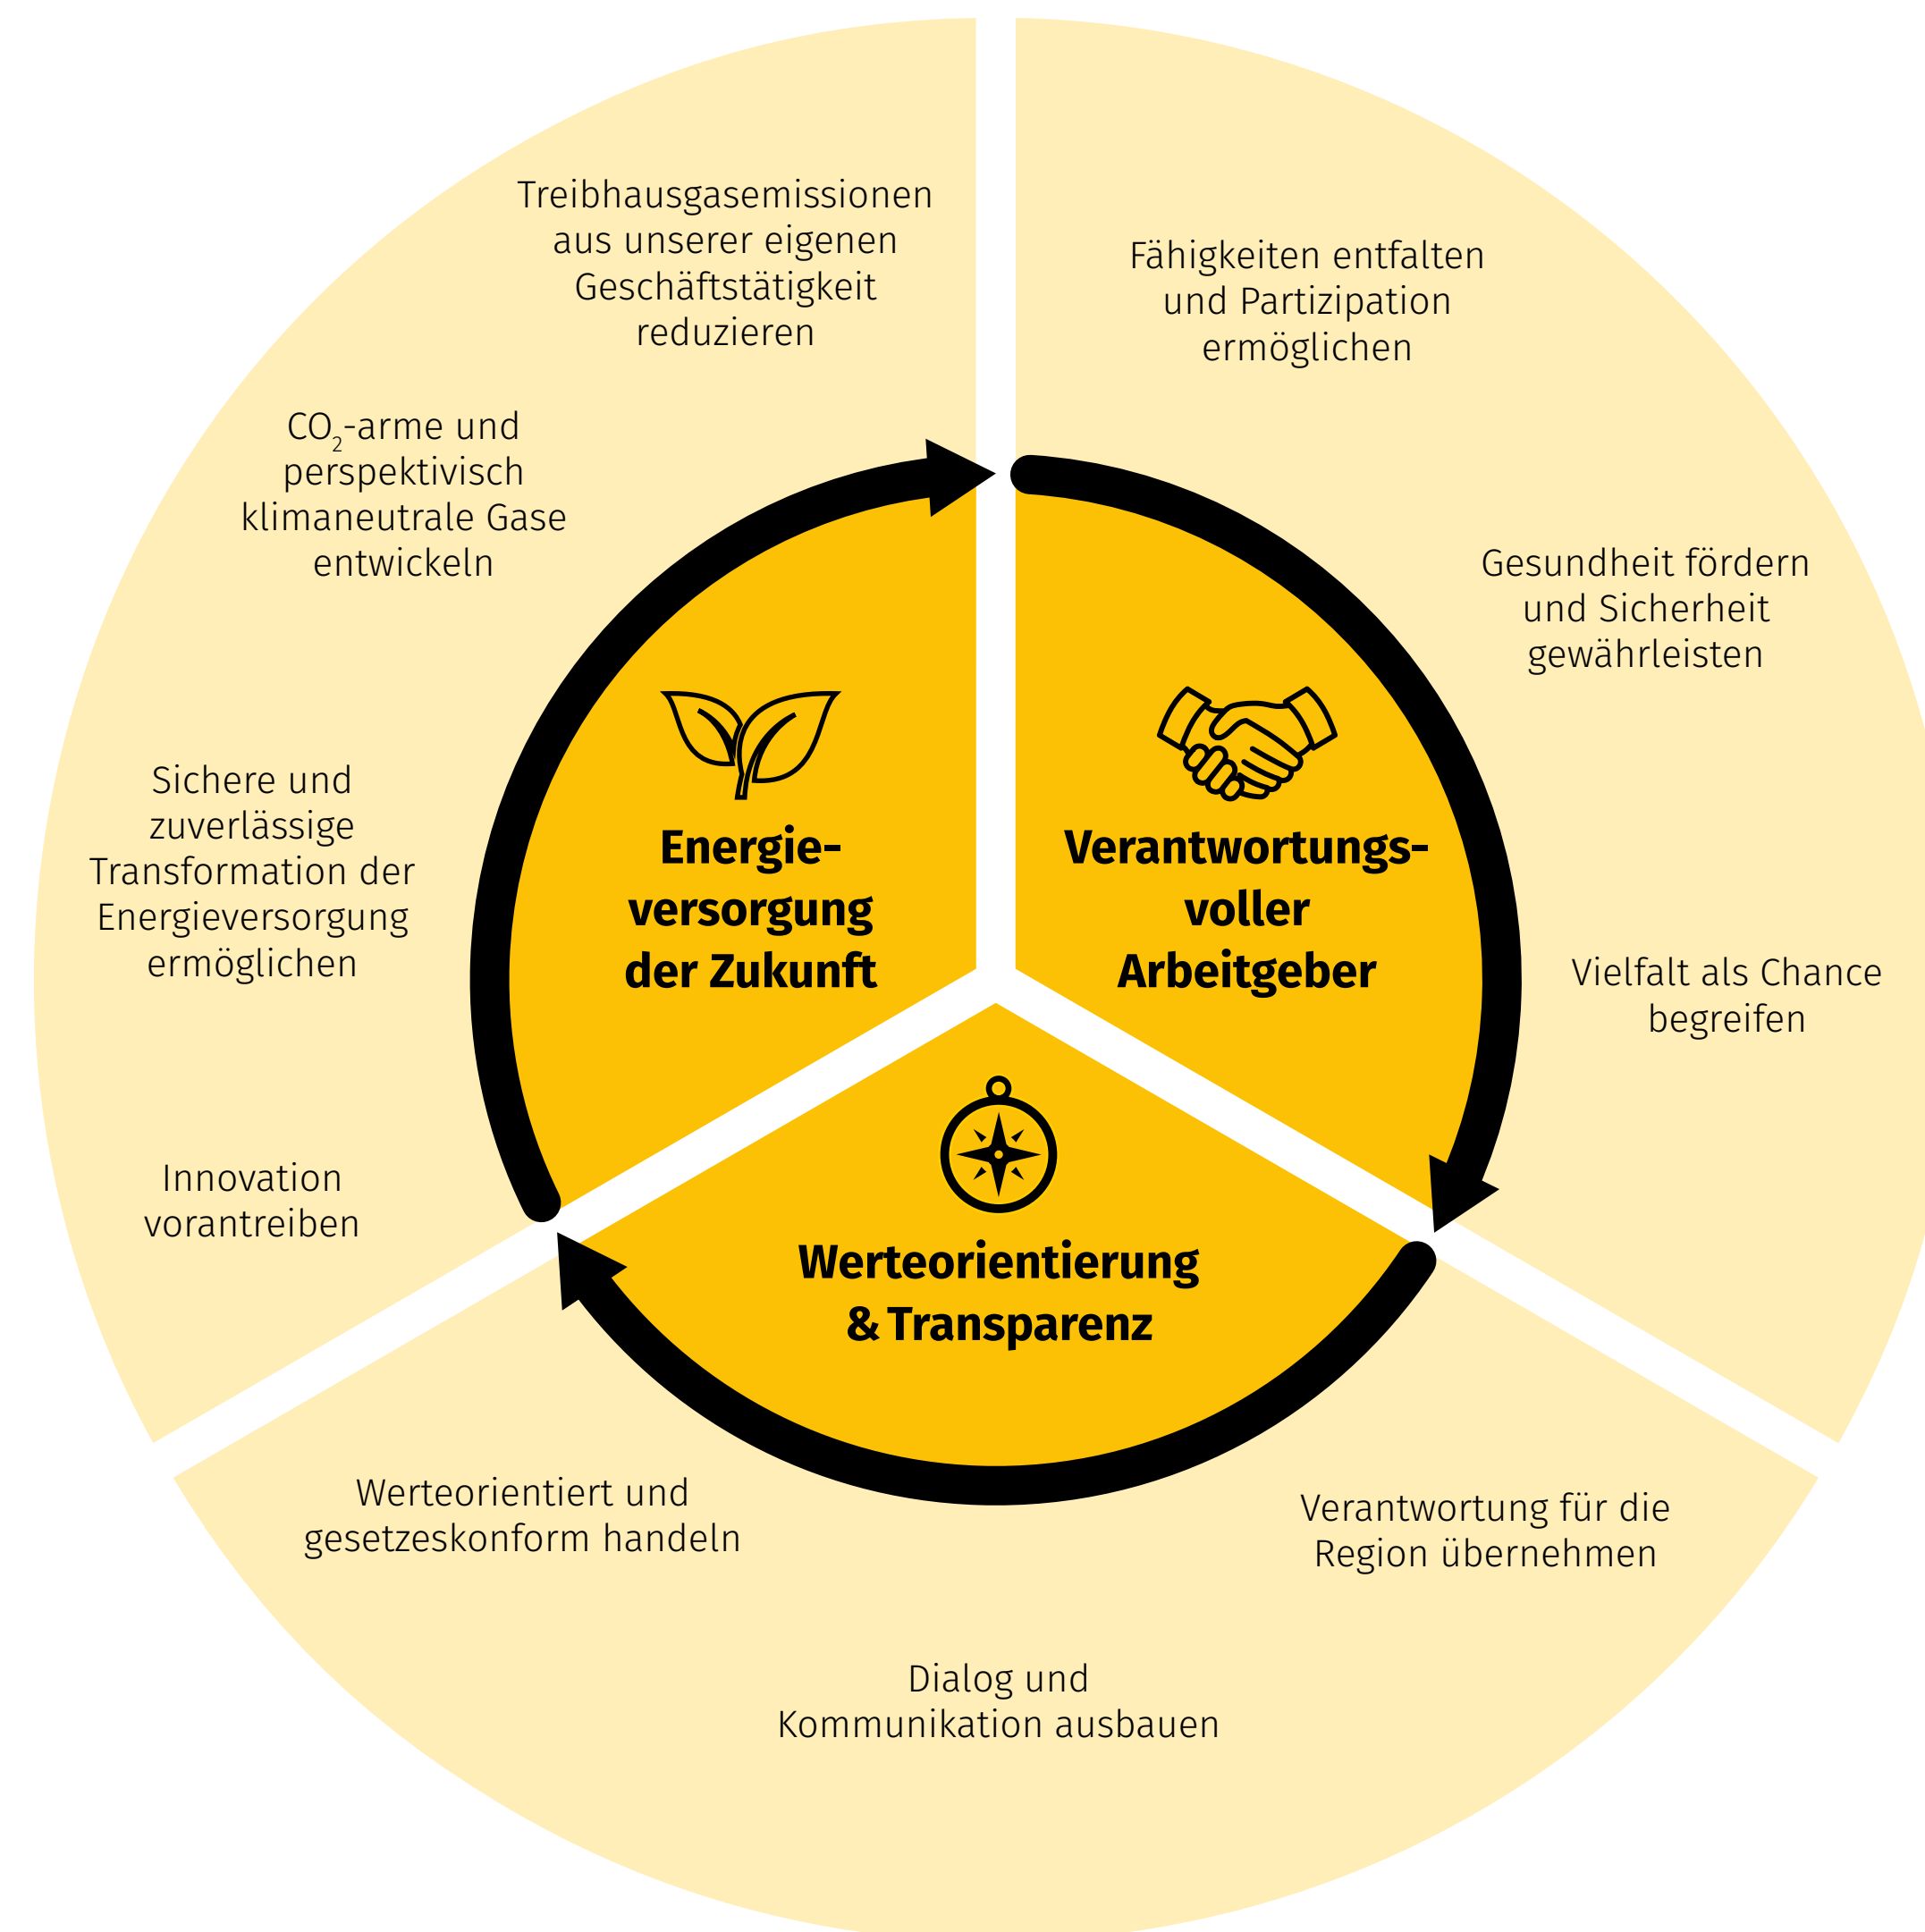 Treibhausgasemissionen
aus unserer eigenen
Geschäftstätigkeit
reduzieren
CO₂-arme und
perspektivisch
klimaneutrale Gase
entwickeln
Sichere und
zuverlässige
Transformation der
Energieversorgung
ermöglichen
Innovation
vorantreiben
Energie-
versorgung
der Zukunft
Fähigkeiten entfalten
und Partizipation
ermöglichen
Gesundheit fördern
und Sicherheit
gewährleisten
Vielfalt als Chance
begreifen
Verantwortungs-
voller
Arbeitgeber
Werteorientierung
& Transparenz
Werteorientiert und
gesetzeskonform handeln
Dialog und
Kommunikation ausbauen
Verantwortung für die
Region übernehmen